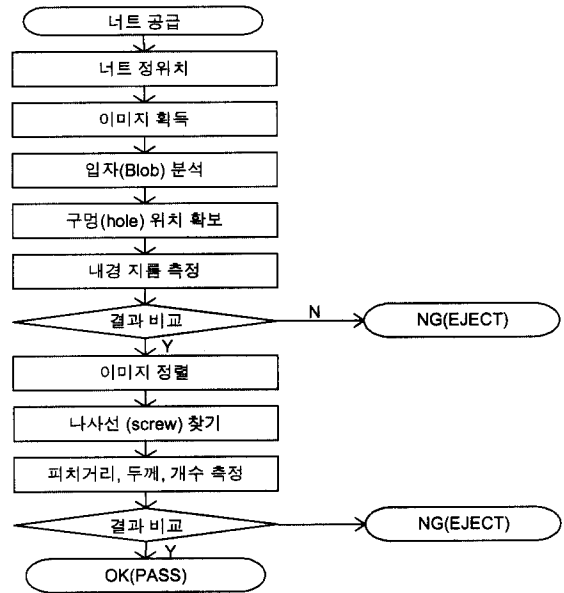 너트 공급
너트 정위치
이미지 획득
입자(Blob) 분석
구멍(hole) 위치 확보
내경 지름 측정
결과 비교
N
NG(EJECT)
Y
이미지 정렬
나사선 (screw) 찾기
피치거리, 두께, 개수 측정
결과 비교
NG(EJECT)
Y
OK(PASS)